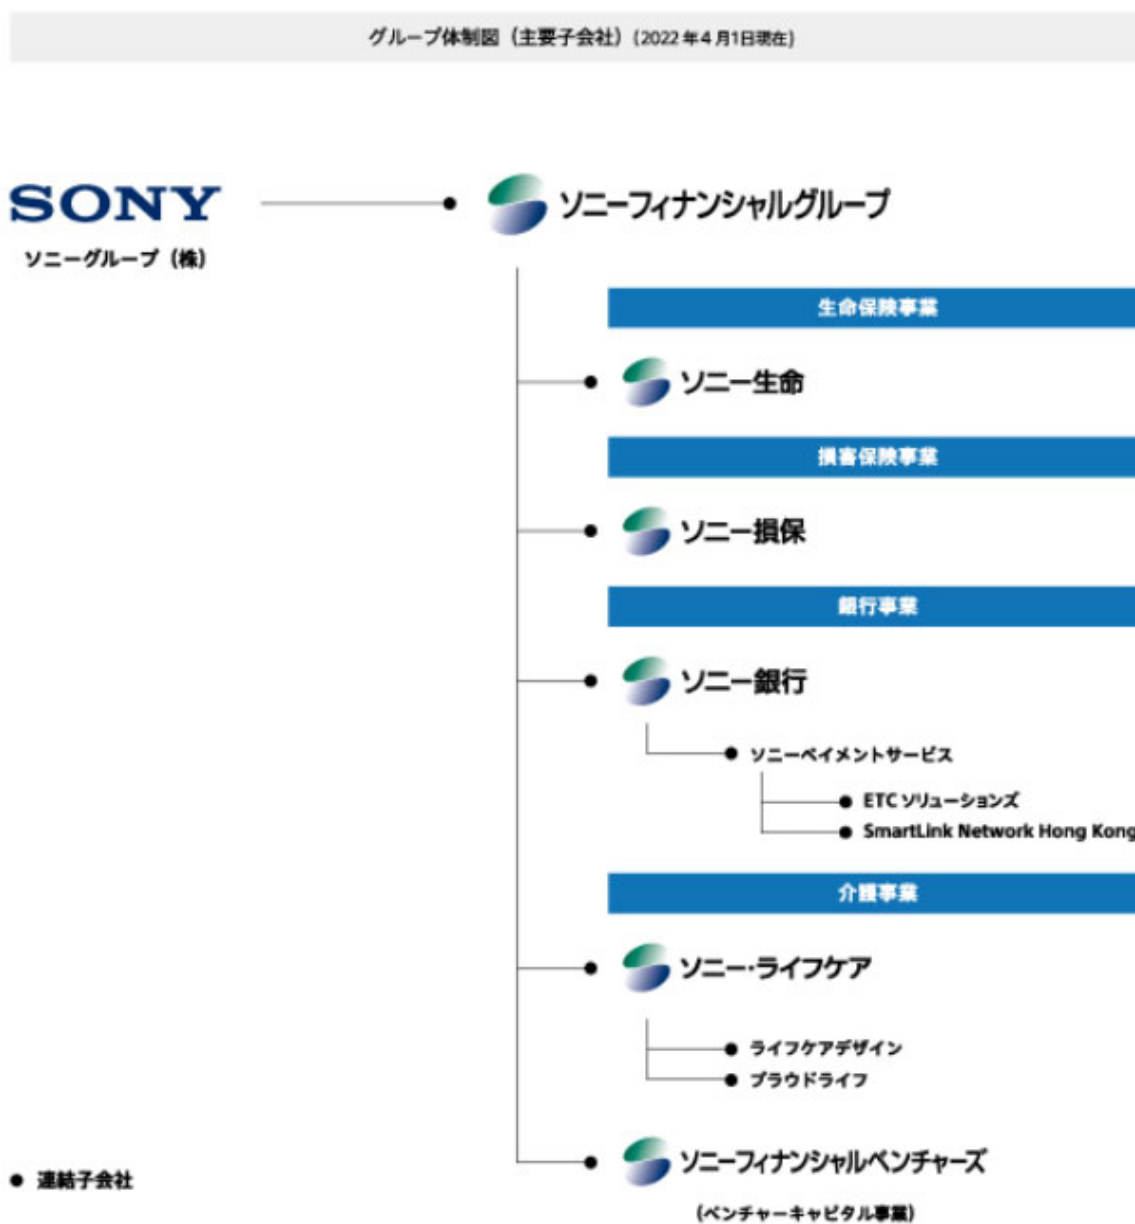 グループ体制図（主要子会社）（2022年4月1日現在）
SONY
ソニーグループ（株）
ソニーフィナンシャルグループ
生命保険事業
ソニー生命
損害保険事業
ソニー損保
銀行事業
ソニー銀行
ソニーペイメントサービス
ETCソリューションズ
SmartLink Network Hong Kong
介護事業
ソニー・ライフケア
ライフケアデザイン
プラウドライフ
ソニーフィナンシャルベンチャーズ
（ベンチャーキャピタル事業）
● 連結子会社